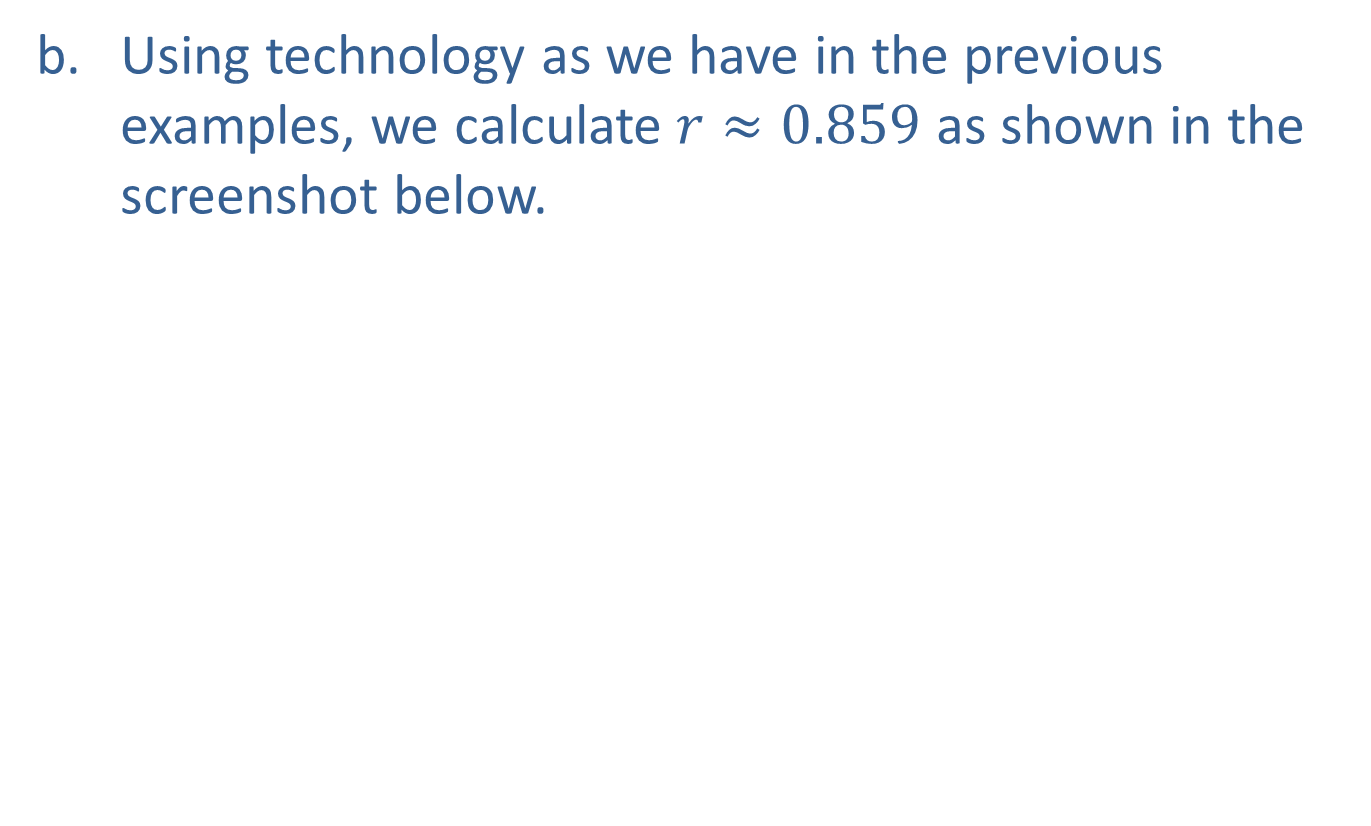 b. Using technology as we have in the previous
examples, we calculate r ≈ 0.859 as shown in the
screenshot below.